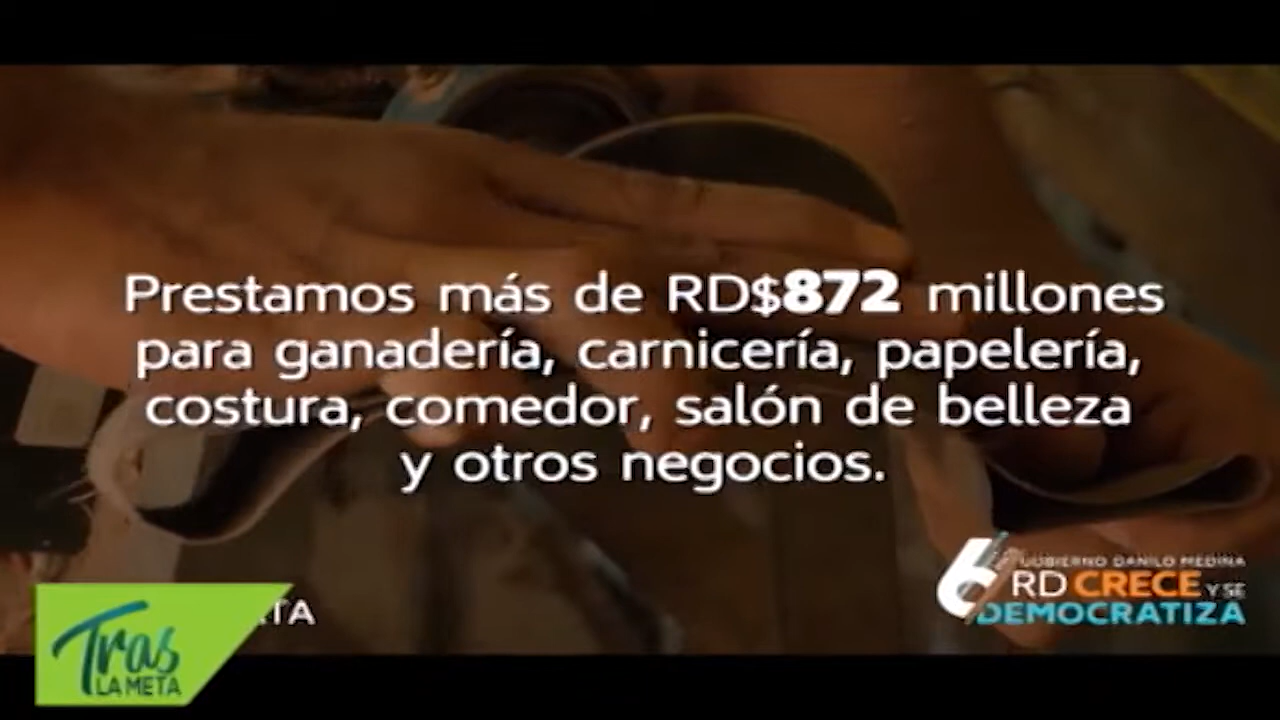 Prestamos más de RD$872 millones
para ganadería, carnicería, papelería,
costura, comedor, salón de belleza
y otros negocios.
GOBIERNO DANILO MEDINA
6 RD CRECE Y SE
DEMOCRATIZA
Tras
LA META